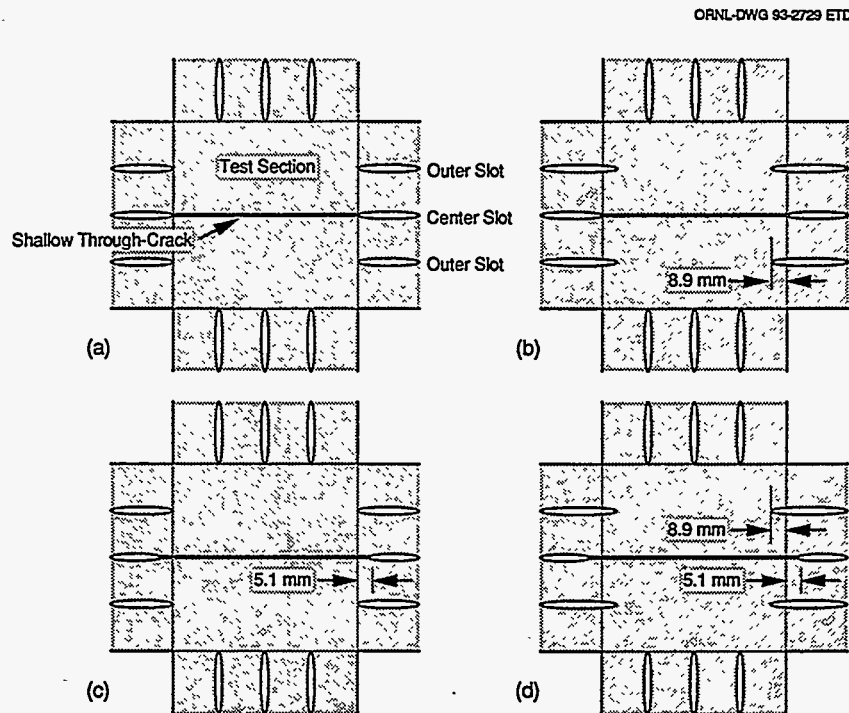 ORNL-DWG 93-2729 ETD
Test Section
Outer Slot
Center Slot
Shallow Through-Crack
Outer Slot
8.9 mm
(a)
(b)
8.9 mm
5.1 mm
5.1 mm
(c)
(d)